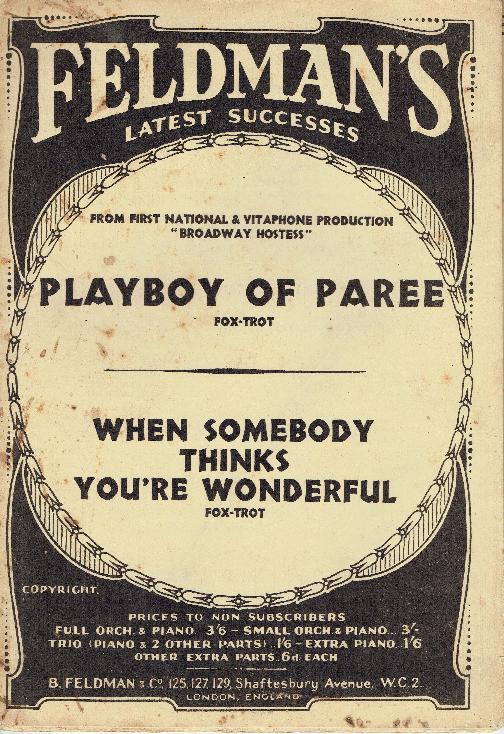 FELDMAN'S
LATEST SUCCESSES
FROM FIRST NATIONAL & VITAPHONE PRODUCTION
"BROADWAY HOSTESS"
PLAYBOY OF PAREE
FOX-TROT
WHEN SOMEBODY
THINKS
YOU'RE WONDERFUL
FOX-TROT
COPYRIGHT.
PRICES TO NON SUBSCRIBERS
FULL ORCH. & PIANO. 3/6 - SMALL ORCH & PIANO... 3/-
TRIO (PIANO & 2 OTHER PARTS). 1/6 - EXTRA PIANO. 1/6
OTHER EXTRA PARTS. 6d. EACH
B. FELDMAN & Co. 125, 127, 129, Shaftesbury Avenue, W.C.2.
LONDON, ENGLAND